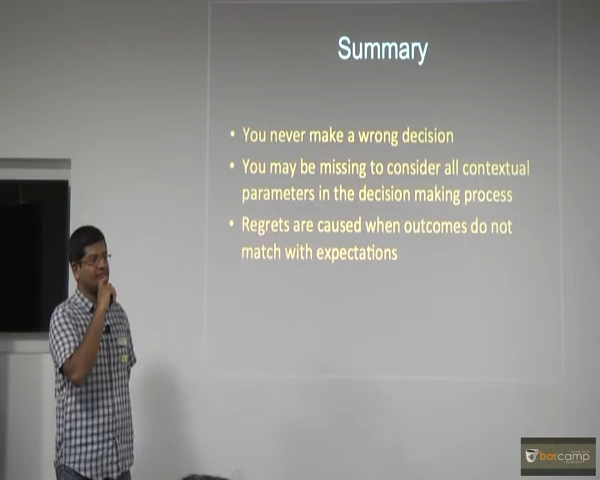 Summary
• You never make a wrong decision
• You may be missing to consider all contextual
parameters in the decision making process
• Regrets are caused when outcomes do not
match with expectations
barcamp